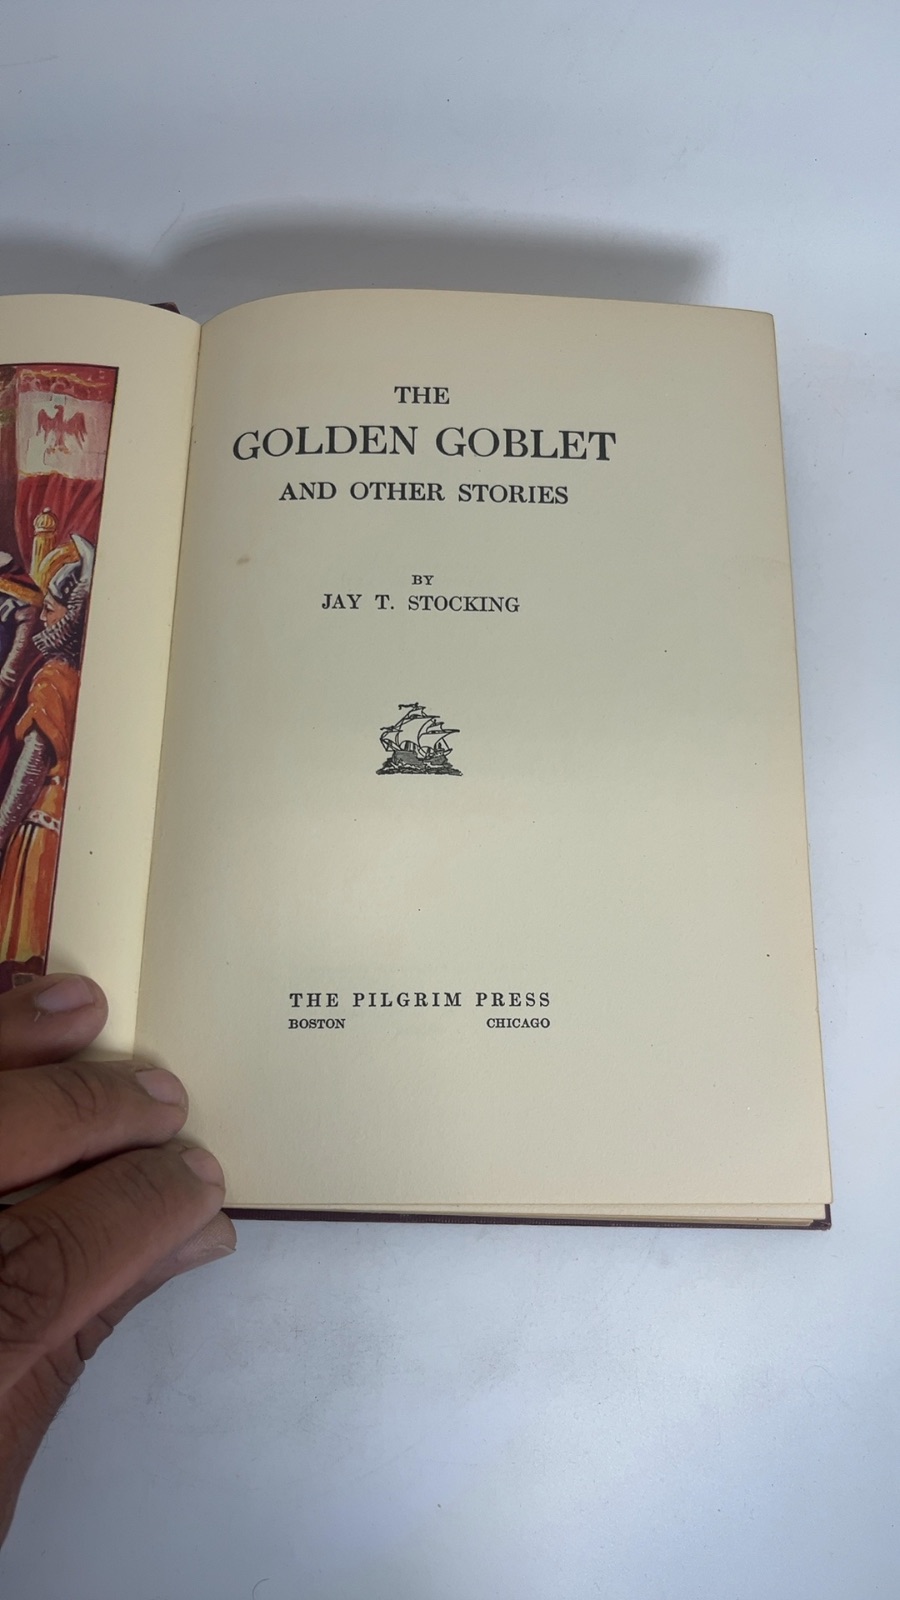 THE
GOLDEN GOBLET
AND OTHER STORIES
BY
JAY T. STOCKING
THE PILGRIM PRESS
BOSTON CHICAGO